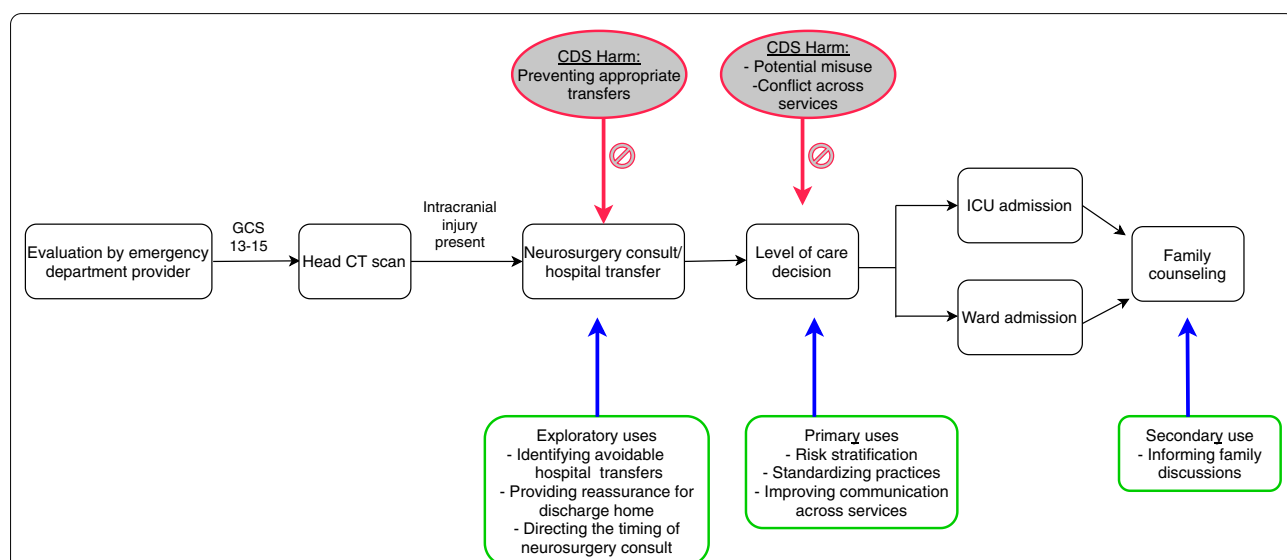 CDS Harm:
Preventing appropriate
transfers
CDS Harm:
- Potential misuse
-Conflict across
services
Evaluation by emergency
department provider
GCS
13-15
Head CT scan
Intracranial
injury
present
Neurosurgery consult/
hospital transfer
Level of care
decision
ICU admission
Ward admission
Family
counseling
Exploratory uses
- Identifying avoidable
hospital transfers
- Providing reassurance for
discharge home
- Directing the timing of
neurosurgery consult
Primary uses
- Risk stratification
- Standardizing practices
- Improving communication
across services
Secondary use
- Informing family
discussions